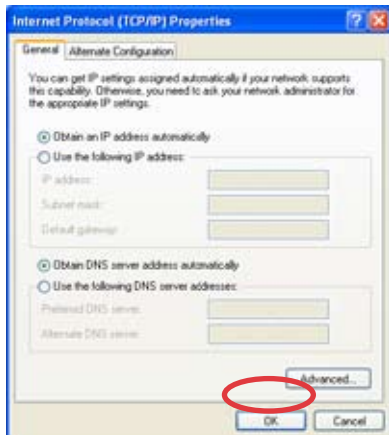 Internet Protocol (TCP/IP) Properties
General
Alternate Configuration
You can get IP settings assigned automatically if your network supports
this capability. Otherwise, you need to ask your network administrator for
the appropriate IP settings.
Obtain an IP address automatically
Use the following IP address:
IP address:
Subnet mask:
Default gateway:
Obtain DNS server address automatically
Use the following DNS server addresses:
Preferred DNS server:
Alternate DNS server:
Advanced...
OK
Cancel